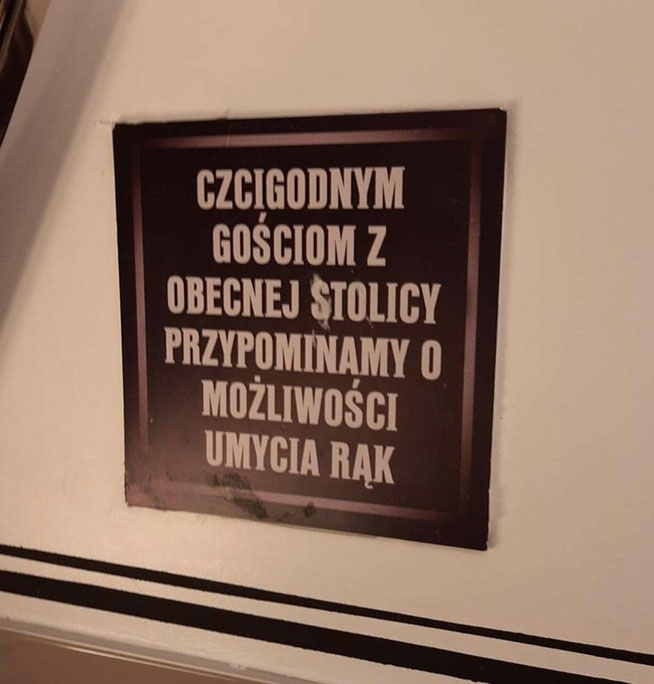 CZCIGODNYM
GOŚCIOM Z
OBECNEJ STOLICY
PRZYPOMINAMY O
MOŻLIWOŚCI
UMYCIA RĄK